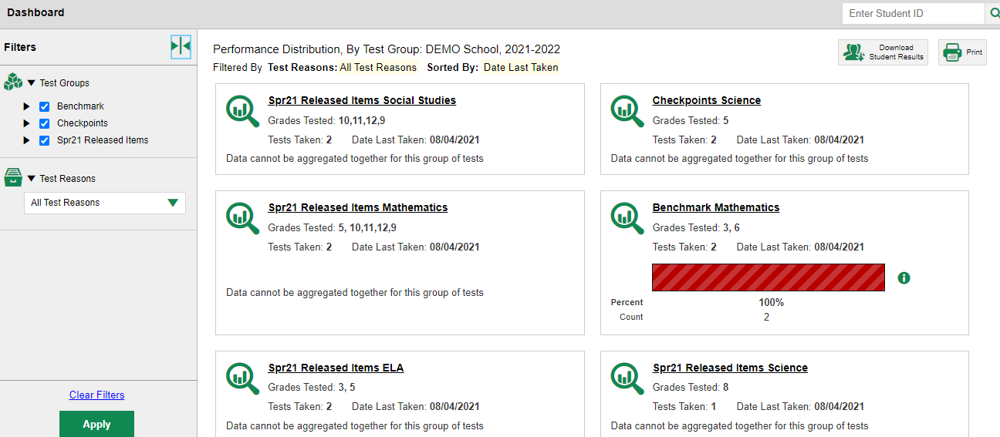 Dashboard
Enter Student ID
Filters
Test Groups
Benchmark
Checkpoints
Spr21 Released Items
Test Reasons
All Test Reasons
Clear Filters
Apply
Performance Distribution, By Test Group: DEMO School, 2021-2022
Filtered By Test Reasons: All Test Reasons Sorted By: Date Last Taken
Download
Student Results
Print
Spr21 Released Items Social Studies
Grades Tested: 10,11,12,9
Tests Taken: 2 Date Last Taken: 08/04/2021
Data cannot be aggregated together for this group of tests
Checkpoints Science
Grades Tested: 5
Tests Taken: 2 Date Last Taken: 08/04/2021
Data cannot be aggregated together for this group of tests
Spr21 Released Items Mathematics
Grades Tested: 5, 10,11,12,9
Tests Taken: 2 Date Last Taken: 08/04/2021
Data cannot be aggregated together for this group of tests
Benchmark Mathematics
Grades Tested: 3, 6
Tests Taken: 2 Date Last Taken: 08/04/2021
Percent 100%
Count 2
Spr21 Released Items ELA
Grades Tested: 3, 5
Tests Taken: 2 Date Last Taken: 08/04/2021
Data cannot be aggregated together for this group of tests
Spr21 Released Items Science
Grades Tested: 8
Tests Taken: 1 Date Last Taken: 08/04/2021
Data cannot be aggregated together for this group of tests